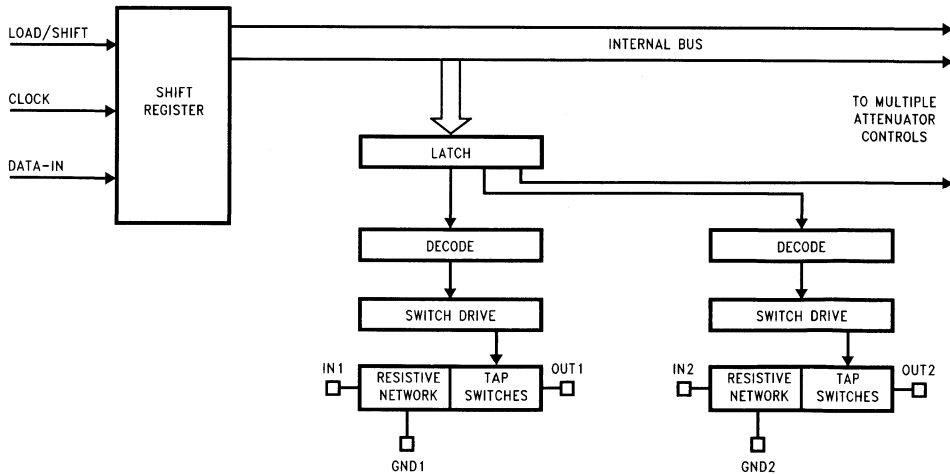 LOAD/SHIFT
CLOCK
DATA-IN
SHIFT
REGISTER
INTERNAL BUS
TO MULTIPLE
ATTENUATOR
CONTROLS
LATCH
DECODE
DECODE
SWITCH DRIVE
SWITCH DRIVE
IN1
RESISTIVE
NETWORK
TAP
SWITCHES
OUT1
GND1
IN2
RESISTIVE
NETWORK
TAP
SWITCHES
OUT2
GND2